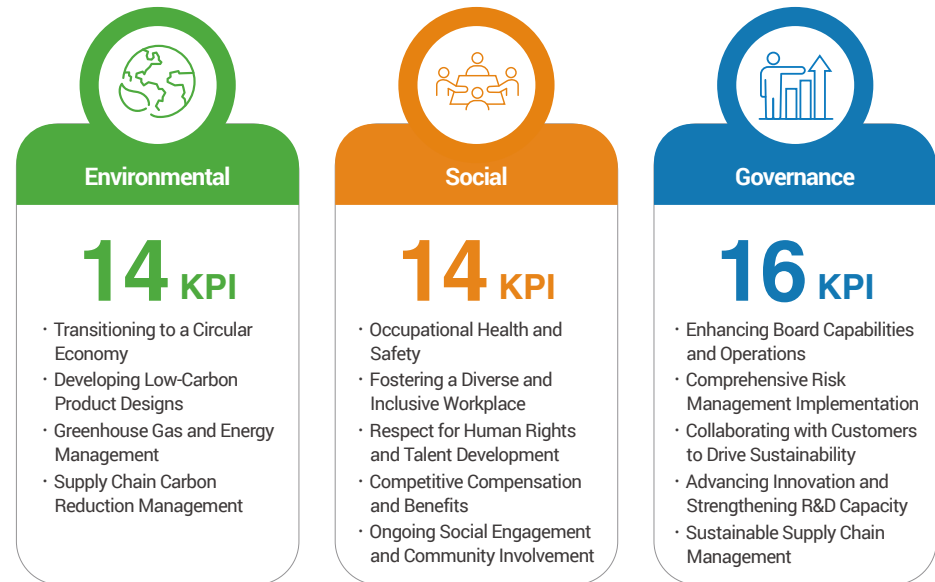 Environmental
14 KPI
· Transitioning to a Circular
Economy
· Developing Low-Carbon
Product Designs
· Greenhouse Gas and Energy
Management
· Supply Chain Carbon
Reduction Management
Social
14 KPI
· Occupational Health and
Safety
· Fostering a Diverse and
Inclusive Workplace
· Respect for Human Rights
and Talent Development
· Competitive Compensation
and Benefits
· Ongoing Social Engagement
and Community Involvement
Governance
16 KPI
· Enhancing Board Capabilities
and Operations
· Comprehensive Risk
Management Implementation
· Collaborating with Customers
to Drive Sustainability
· Advancing Innovation and
Strengthening R&D Capacity
· Sustainable Supply Chain
Management